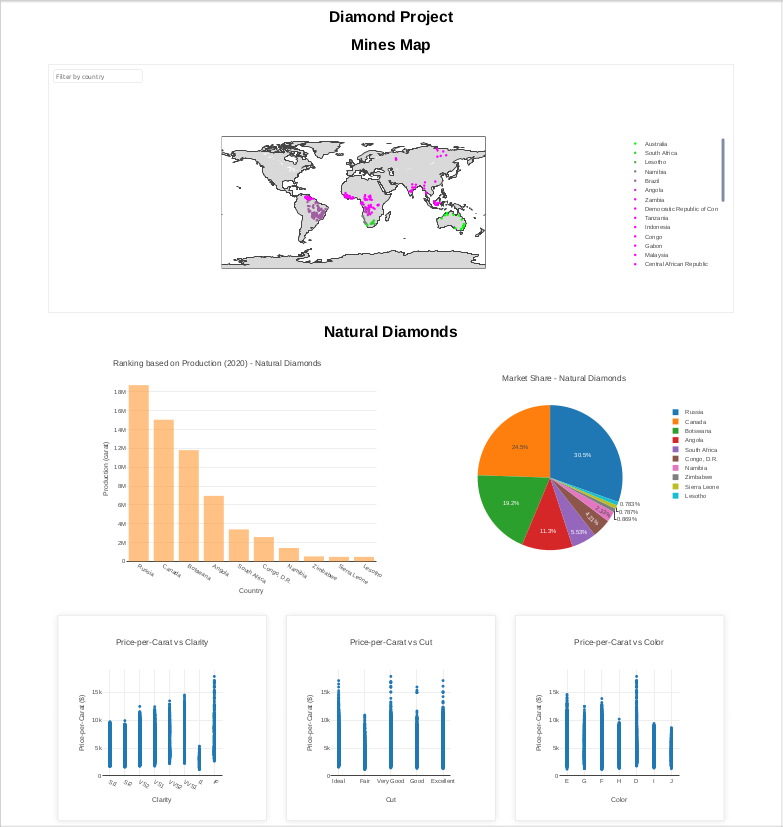 Diamond Project
Mines Map
Filter by country
Australia
South Africa
Lesotho
Namibia
Brazil
Angola
Zambia
Democratic Republic of Con
Tanzania
Indonesia
Congo
Gabon
Malaysia
Central African Republic
Natural Diamonds
Ranking based on Production (2020) - Natural Diamonds
Production (carat)
18M
16M
14M
12M
10M
8M
6M
4M
2M
0
Russia
Canada
Botswana
Angola
South Africa
Congo, D.R.
Namibia
Zimbabwe
Sierra Leone
Lesotho
Country
Market Share - Natural Diamonds
30.5%
24.5%
19.2%
11.3%
5.53%
4.21%
0.783%
0.787%
0.869%
Russia
Canada
Botswana
Angola
South Africa
Congo, D.R.
Namibia
Zimbabwe
Sierra Leone
Lesotho
Price-per-Carat vs Clarity
Price-per-Carat ($)
15k
10k
5k
0
SI1
VS2
VS1
VVS2
VVS1
IF
Clarity
Price-per-Carat vs Cut
Price-per-Carat ($)
15k
10k
5k
0
Ideal
Fair
Very Good
Good
Excellent
Cut
Price-per-Carat vs Color
Price-per-Carat ($)
15k
10k
5k
0
E
G
F
H
D
I
J
Color